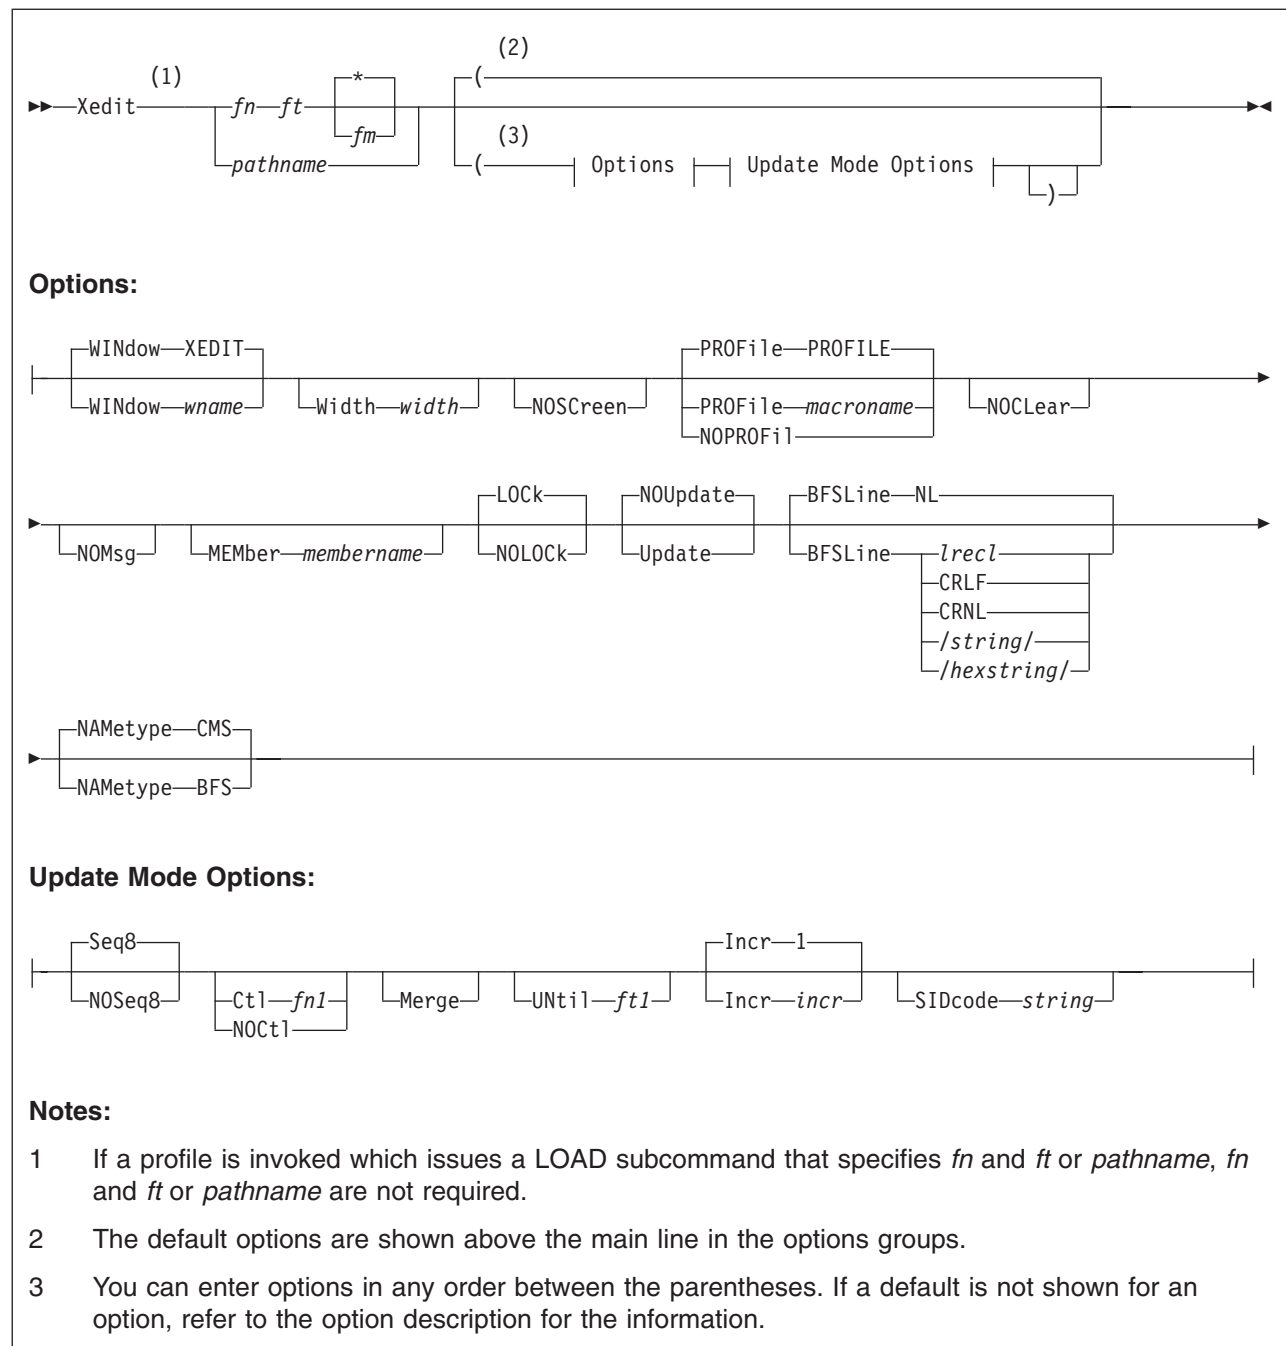 (2)
(1) * (
Xedit fn ft
fm (3)
pathname ( Options Update Mode Options
)
Options:
WINdow XEDIT PROFile PROFILE
WINdow wname Width width NOSCreen PROFile macroname NOCLear
NOPROFil
LOCk NOUpdate BFSLine NL
NOMsg MEMber membername NOLOCk Update BFSLine lrecl
CRLF
CRNL
/string/
/hexstring/
NAMetype CMS
NAMetype BFS
Update Mode Options:
Seq8 Incr 1
NOSeq8 Ctl fn1 Merge UNtil ft1 Incr incr SIDcode string
NOCtl
Notes:
1 If a profile is invoked which issues a LOAD subcommand that specifies fn and ft or pathname, fn
and ft or pathname are not required.
2 The default options are shown above the main line in the options groups.
3 You can enter options in any order between the parentheses. If a default is not shown for an
option, refer to the option description for the information.